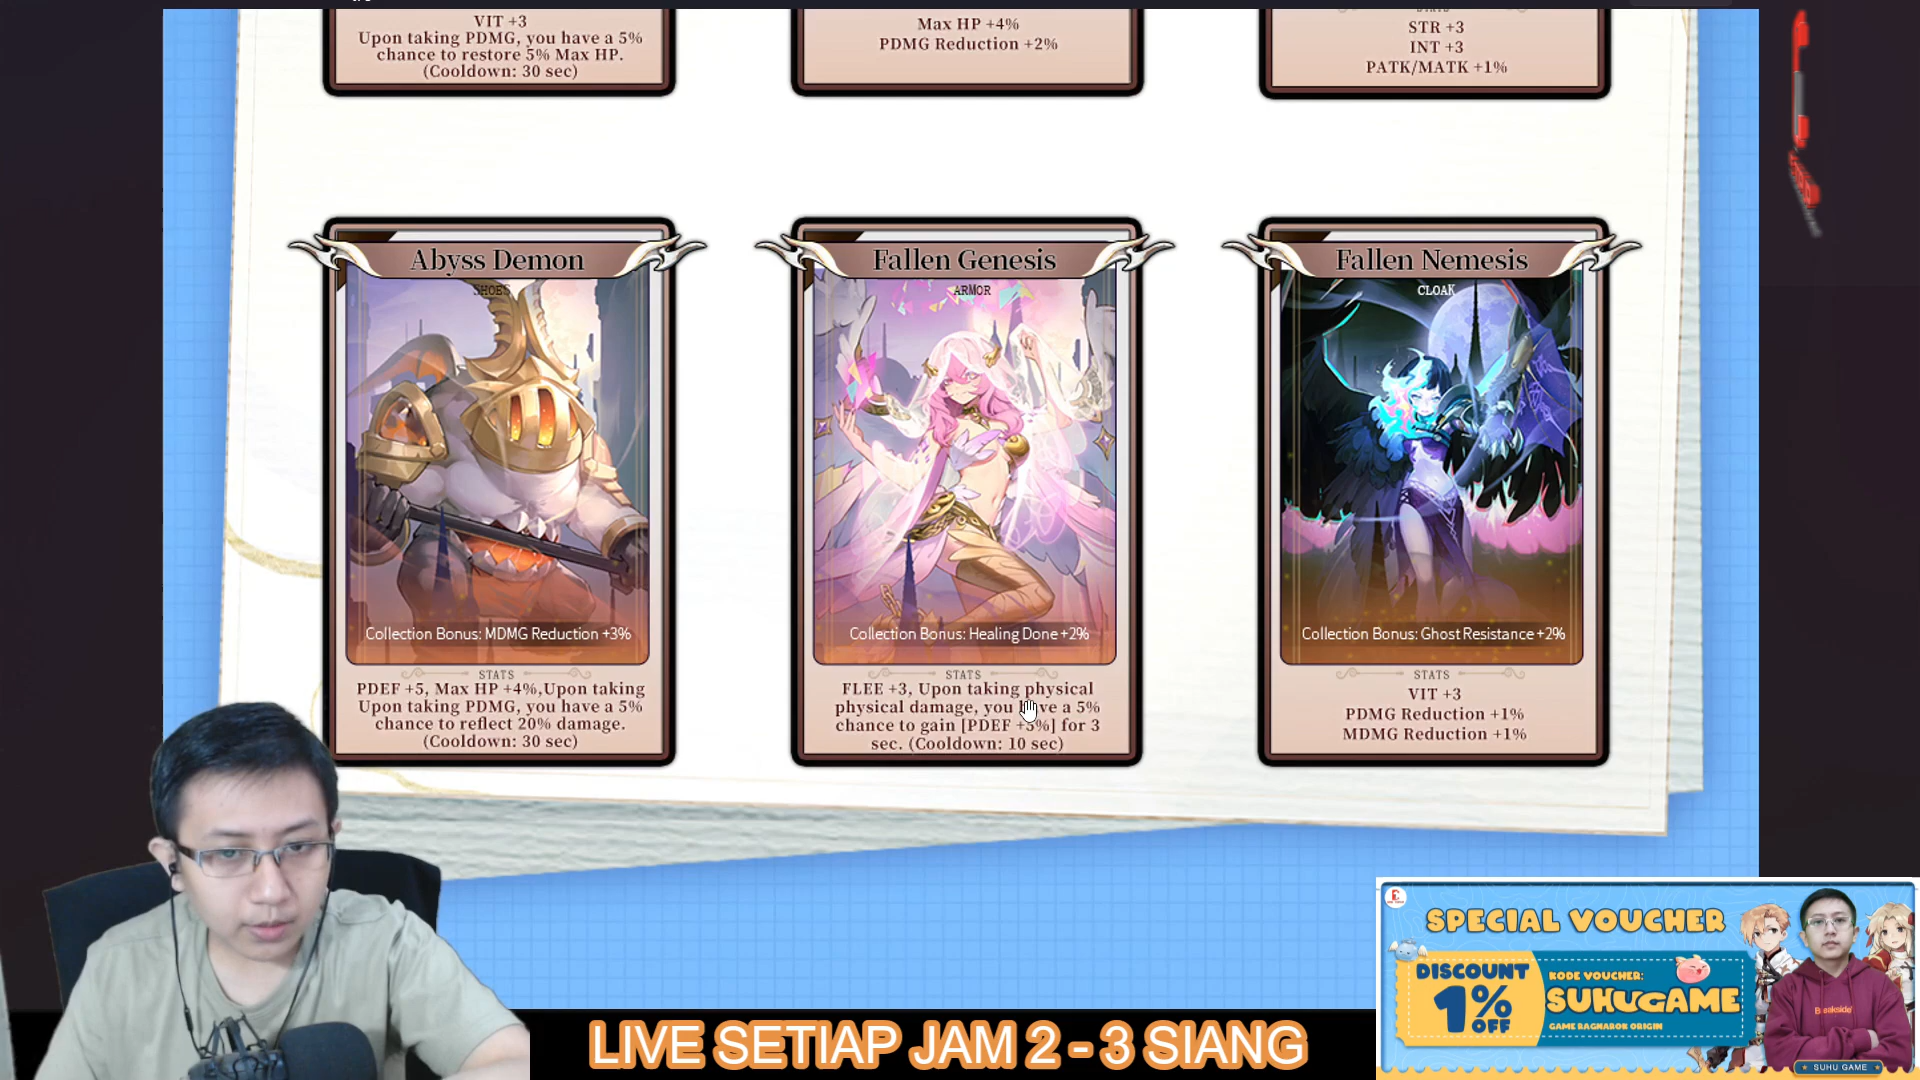 VIT +3
Upon taking PDMG, you have a 5%
chance to restore 5% Max HP.
(Cooldown: 30 sec)
Max HP +4%
PDMG Reduction +2%
STR +3
INT +3
PATK/MATK +1%
Abyss Demon
SHOES
Collection Bonus: MDMG Reduction +3%
STATS
PDEF +5, Max HP +4%,Upon taking
Upon taking PDMG, you have a 5%
chance to reflect 20% damage.
(Cooldown: 30 sec)
Fallen Genesis
ARMOR
Collection Bonus: Healing Done +2%
STATS
FLEE +3, Upon taking physical
physical damage, you have a 5%
chance to gain [PDEF +5%] for 3
sec. (Cooldown: 10 sec)
Fallen Nemesis
CLOAK
Collection Bonus: Ghost Resistance +2%
STATS
VIT +3
PDMG Reduction +1%
MDMG Reduction +1%
SPECIAL VOUCHER
DISCOUNT
1%
OFF
KODE VOUCHER:
SUHUGAME
GAME RAGNAROK ORIGIN
SUHU GAME
LIVE SETIAP JAM 2 - 3 SIANG